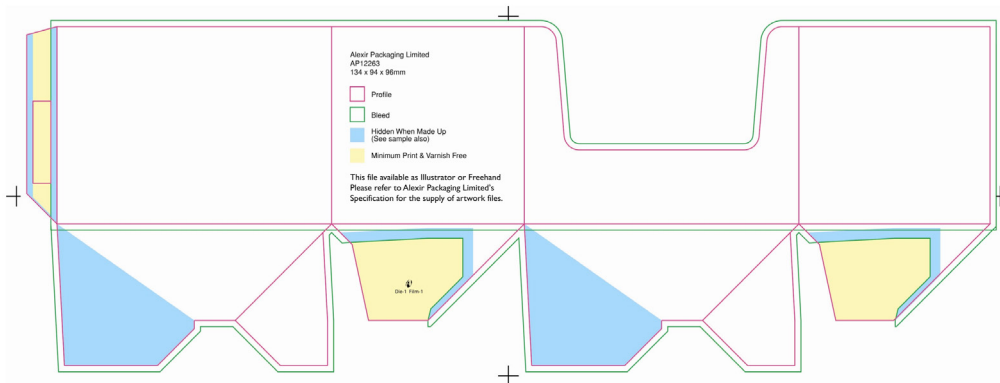 Alexir Packaging Limited
AP12263
134 x 94 x 96mm
Profile
Bleed
Hidden When Made Up
(See sample also)
Minimum Print & Varnish Free
This file available as Illustrator or Freehand
Please refer to Alexir Packaging Limited's
Specification for the supply of artwork files.
Die-1 Film-1